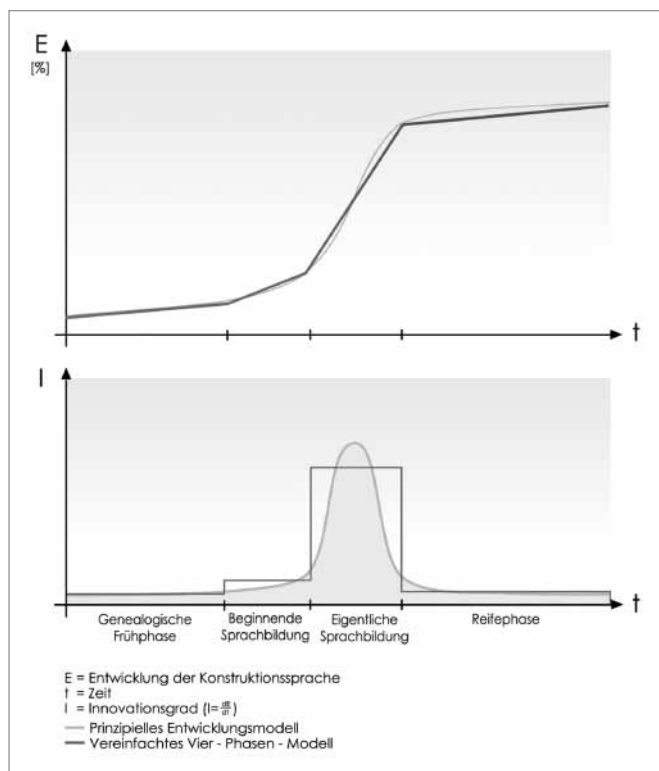 E
[%]
t
I
t
Genealogische
Frühphase
Beginnende
Sprachbildung
Eigentliche
Sprachbildung
Reifephase
E = Entwicklung der Konstruktionssprache
t = Zeit
I = Innovationsgrad (I=dE/dt)
Prinzipielles Entwicklungsmodell
Vereinfachtes Vier - Phasen - Modell